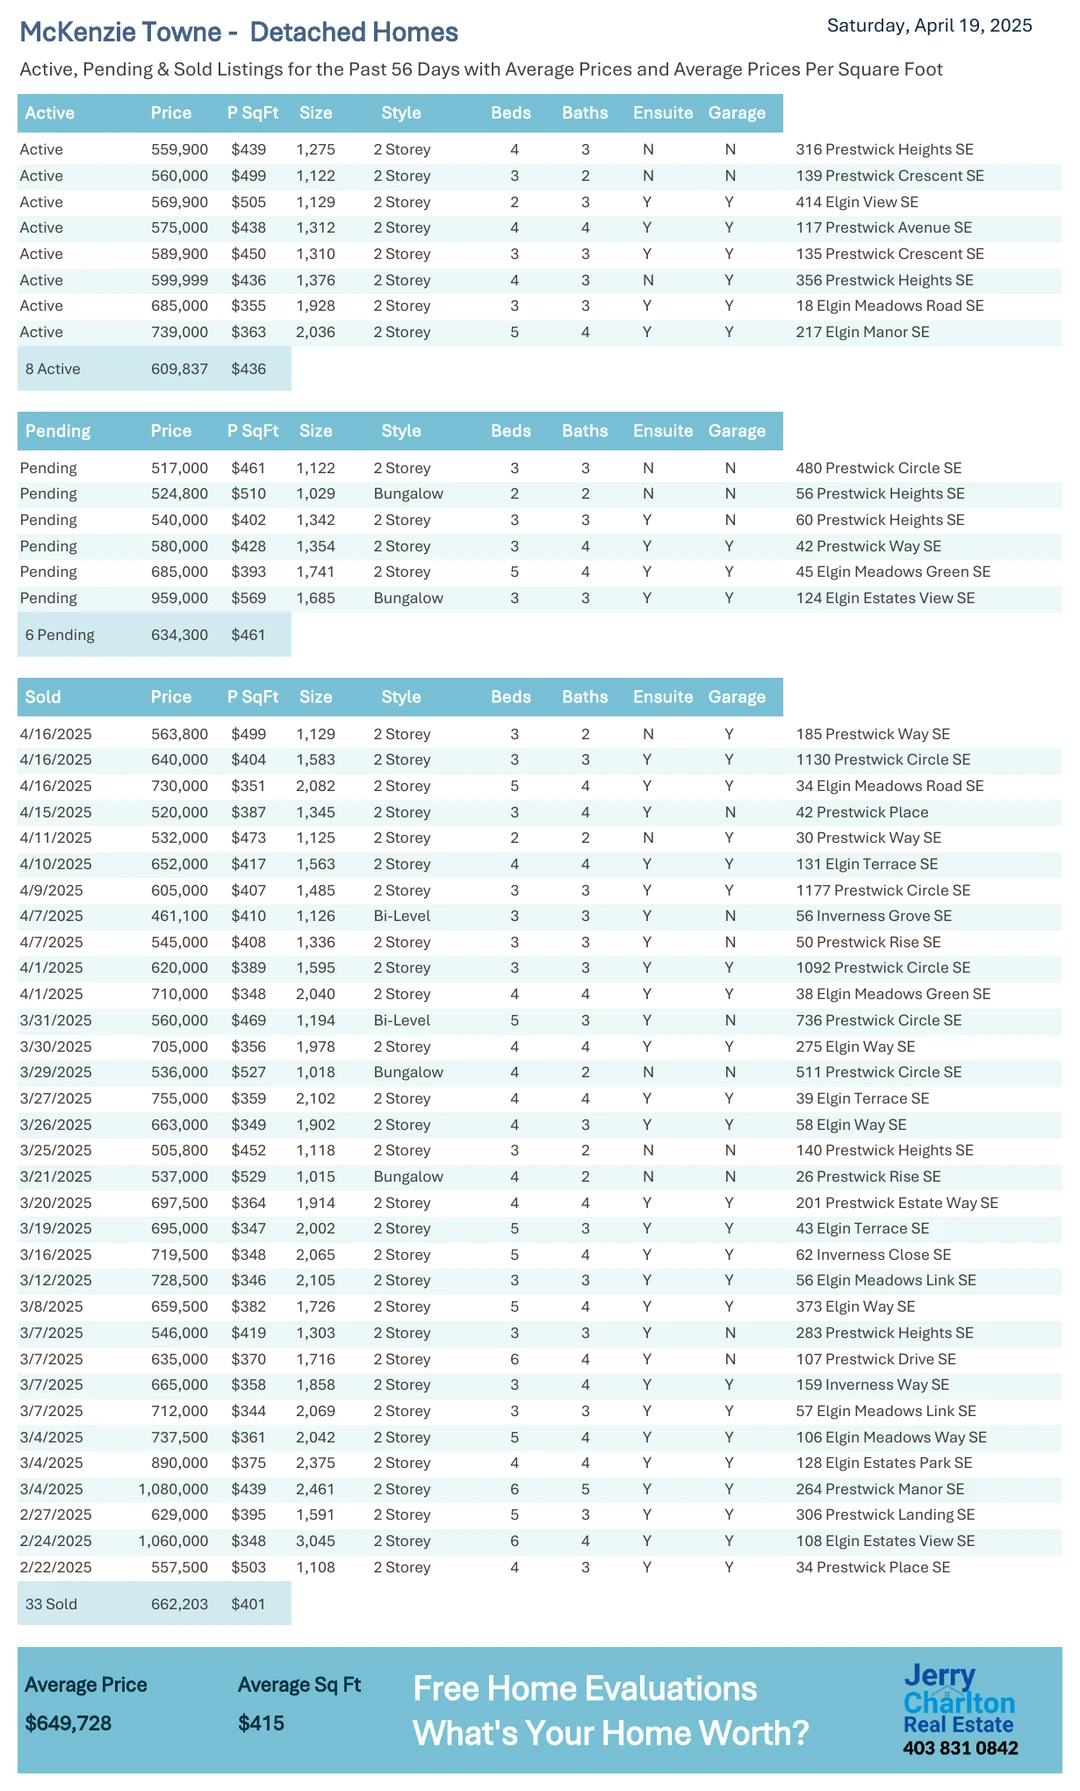 McKenzie Towne - Detached Homes
Saturday, April 19, 2025
Active, Pending & Sold Listings for the Past 56 Days with Average Prices and Average Prices Per Square Foot
Active Price P SqFt Size Style Beds Baths Ensuite Garage
Active 559,900 $439 1,275 2 Storey 4 3 N N 316 Prestwick Heights SE
Active 560,000 $499 1,122 2 Storey 3 2 N N 139 Prestwick Crescent SE
Active 569,900 $505 1,129 2 Storey 2 3 Y Y 414 Elgin View SE
Active 575,000 $438 1,312 2 Storey 4 4 Y Y 117 Prestwick Avenue SE
Active 589,900 $450 1,310 2 Storey 3 3 Y Y 135 Prestwick Crescent SE
Active 599,999 $436 1,376 2 Storey 4 3 N Y 356 Prestwick Heights SE
Active 685,000 $355 1,928 2 Storey 3 3 Y Y 18 Elgin Meadows Road SE
Active 739,000 $363 2,036 2 Storey 5 4 Y Y 217 Elgin Manor SE
8 Active 609,837 $436
Pending Price P SqFt Size Style Beds Baths Ensuite Garage
Pending 517,000 $461 1,122 2 Storey 3 3 N N 480 Prestwick Circle SE
Pending 524,800 $510 1,029 Bungalow 2 2 N N 56 Prestwick Heights SE
Pending 540,000 $402 1,342 2 Storey 3 3 Y N 60 Prestwick Heights SE
Pending 580,000 $428 1,354 2 Storey 3 4 Y Y 42 Prestwick Way SE
Pending 685,000 $393 1,741 2 Storey 5 4 Y Y 45 Elgin Meadows Green SE
Pending 959,000 $569 1,685 Bungalow 3 3 Y Y 124 Elgin Estates View SE
6 Pending 634,300 $461
Sold Price P SqFt Size Style Beds Baths Ensuite Garage
4/16/2025 563,800 $499 1,129 2 Storey 3 2 N Y 185 Prestwick Way SE
4/16/2025 640,000 $404 1,583 2 Storey 3 3 Y Y 1130 Prestwick Circle SE
4/16/2025 730,000 $351 2,082 2 Storey 5 4 Y Y 34 Elgin Meadows Road SE
4/15/2025 520,000 $387 1,345 2 Storey 3 4 Y N 42 Prestwick Place
4/11/2025 532,000 $473 1,125 2 Storey 2 2 N Y 30 Prestwick Way SE
4/10/2025 652,000 $417 1,563 2 Storey 4 4 Y Y 131 Elgin Terrace SE
4/9/2025 605,000 $407 1,485 2 Storey 3 3 Y Y 1177 Prestwick Circle SE
4/7/2025 461,100 $410 1,126 Bi-Level 3 3 Y N 56 Inverness Grove SE
4/7/2025 545,000 $408 1,336 2 Storey 3 3 Y N 50 Prestwick Rise SE
4/1/2025 620,000 $389 1,595 2 Storey 3 3 Y Y 1092 Prestwick Circle SE
4/1/2025 710,000 $348 2,040 2 Storey 4 4 Y Y 38 Elgin Meadows Green SE
3/31/2025 560,000 $469 1,194 Bi-Level 5 3 Y N 736 Prestwick Circle SE
3/30/2025 705,000 $356 1,978 2 Storey 4 4 Y Y 275 Elgin Way SE
3/29/2025 536,000 $527 1,018 Bungalow 4 2 N N 511 Prestwick Circle SE
3/27/2025 755,000 $359 2,102 2 Storey 4 4 Y Y 39 Elgin Terrace SE
3/26/2025 663,000 $349 1,902 2 Storey 4 3 Y Y 58 Elgin Way SE
3/25/2025 505,800 $452 1,118 2 Storey 3 2 N N 140 Prestwick Heights SE
3/21/2025 537,000 $529 1,015 Bungalow 4 2 N N 26 Prestwick Rise SE
3/20/2025 697,500 $364 1,914 2 Storey 4 4 Y Y 201 Prestwick Estate Way SE
3/19/2025 695,000 $347 2,002 2 Storey 5 3 Y Y 43 Elgin Terrace SE
3/16/2025 719,500 $348 2,065 2 Storey 5 4 Y Y 62 Inverness Close SE
3/12/2025 728,500 $346 2,105 2 Storey 3 3 Y Y 56 Elgin Meadows Link SE
3/8/2025 659,500 $382 1,726 2 Storey 5 4 Y Y 373 Elgin Way SE
3/7/2025 546,000 $419 1,303 2 Storey 3 3 Y N 283 Prestwick Heights SE
3/7/2025 635,000 $370 1,716 2 Storey 6 4 Y N 107 Prestwick Drive SE
3/7/2025 665,000 $358 1,858 2 Storey 3 4 Y Y 159 Inverness Way SE
3/7/2025 712,000 $344 2,069 2 Storey 3 3 Y Y 57 Elgin Meadows Link SE
3/4/2025 737,500 $361 2,042 2 Storey 5 4 Y Y 106 Elgin Meadows Way SE
3/4/2025 890,000 $375 2,375 2 Storey 4 4 Y Y 128 Elgin Estates Park SE
3/4/2025 1,080,000 $439 2,461 2 Storey 6 5 Y Y 264 Prestwick Manor SE
2/27/2025 629,000 $395 1,591 2 Storey 5 3 Y Y 306 Prestwick Landing SE
2/24/2025 1,060,000 $348 3,045 2 Storey 6 4 Y Y 108 Elgin Estates View SE
2/22/2025 557,500 $503 1,108 2 Storey 4 3 Y Y 34 Prestwick Place SE
33 Sold 662,203 $401
Average Price Average Sq Ft
$649,728 $415
Free Home Evaluations
What's Your Home Worth?
Jerry
Charlton
Real Estate
403 831 0842